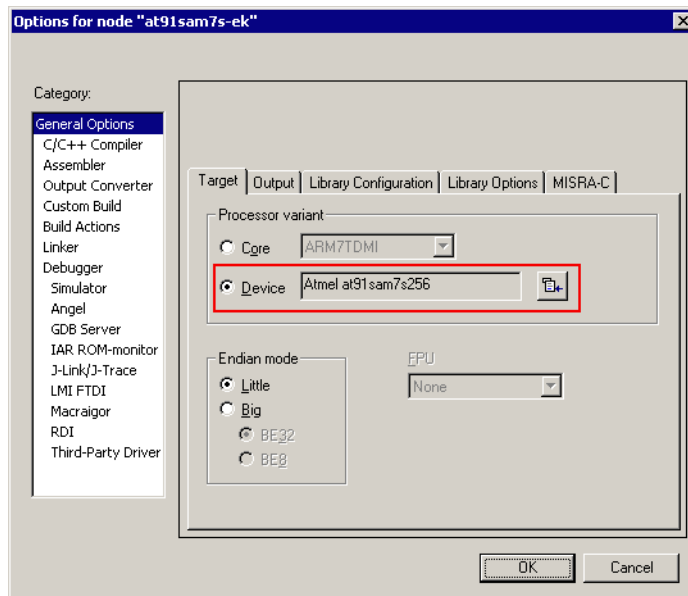 Options for node "at91sam7s-ek"
Category:
General Options
C/C++ Compiler
Assembler
Output Converter
Custom Build
Build Actions
Linker
Debugger
Simulator
Angel
GDB Server
IAR ROM-monitor
J-Link/J-Trace
LMI FTDI
Macraigor
RDI
Third-Party Driver
Target Output Library Configuration Library Options MISRA-C
Processor variant
Core ARM7TDMI
Device Atmel at91sam7s256
Endian mode
Little
Big
BE32
BE8
FPU
None
OK Cancel